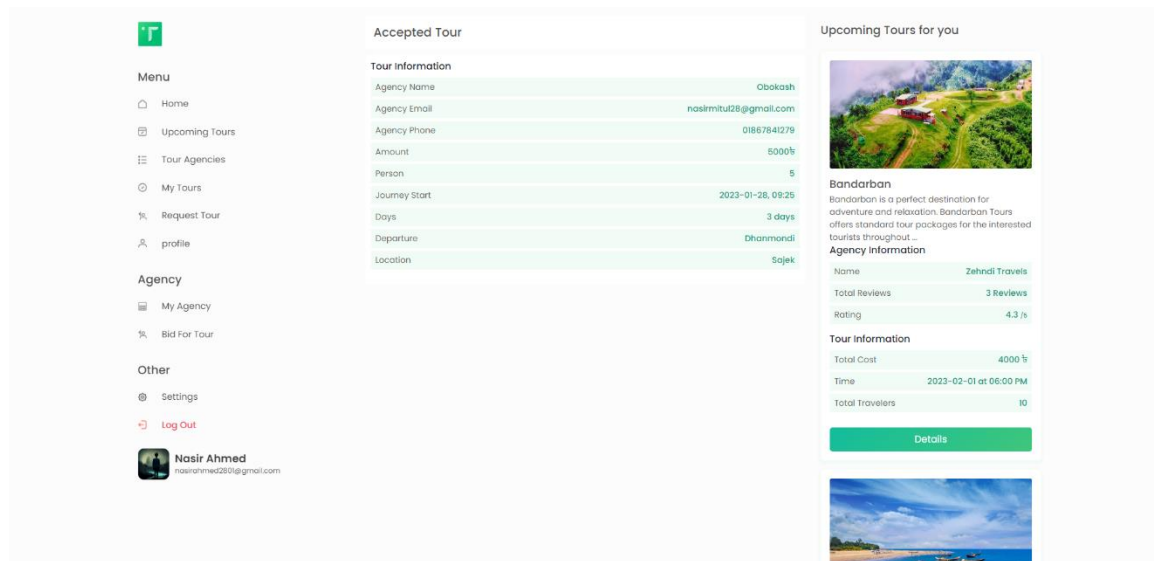 Menu
Home
Upcoming Tours
Tour Agencies
My Tours
Request Tour
profile
Agency
My Agency
Bid For Tour
Other
Settings
Log Out
Nasir Ahmed
nasirahmed2801@gmail.com
Accepted Tour
Tour Information
Agency Name Obokash
Agency Email nasirmitul28@gmail.com
Agency Phone 01867841279
Amount 5000৳
Person 5
Journey Start 2023-01-28, 09:25
Days 3 days
Departure Dhanmondi
Location Sajek
Upcoming Tours for you
Bandarban
Bandarban is a perfect destination for
adventure and relaxation. Bandarban Tours
offers standard tour packages for the interested
tourists throughout ...
Agency Information
Name Zehndi Travels
Total Reviews 3 Reviews
Rating 4.3 /5
Tour Information
Total Cost 4000 ৳
Time 2023-02-01 at 06:00 PM
Total Travelers 10
Details